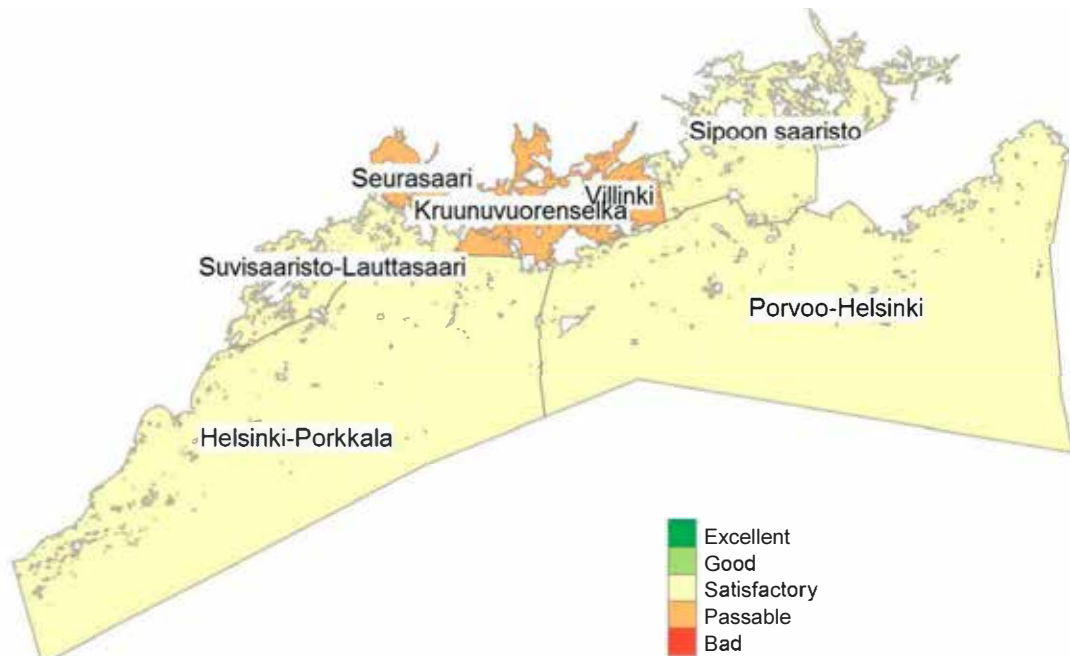 Sipoon saaristo
Seurasaari
Villinki
Kruunuvuorenselkä
Suvisaaristo-Lauttasaari
Porvoo-Helsinki
Helsinki-Porkkala
Excellent
Good
Satisfactory
Passable
Bad